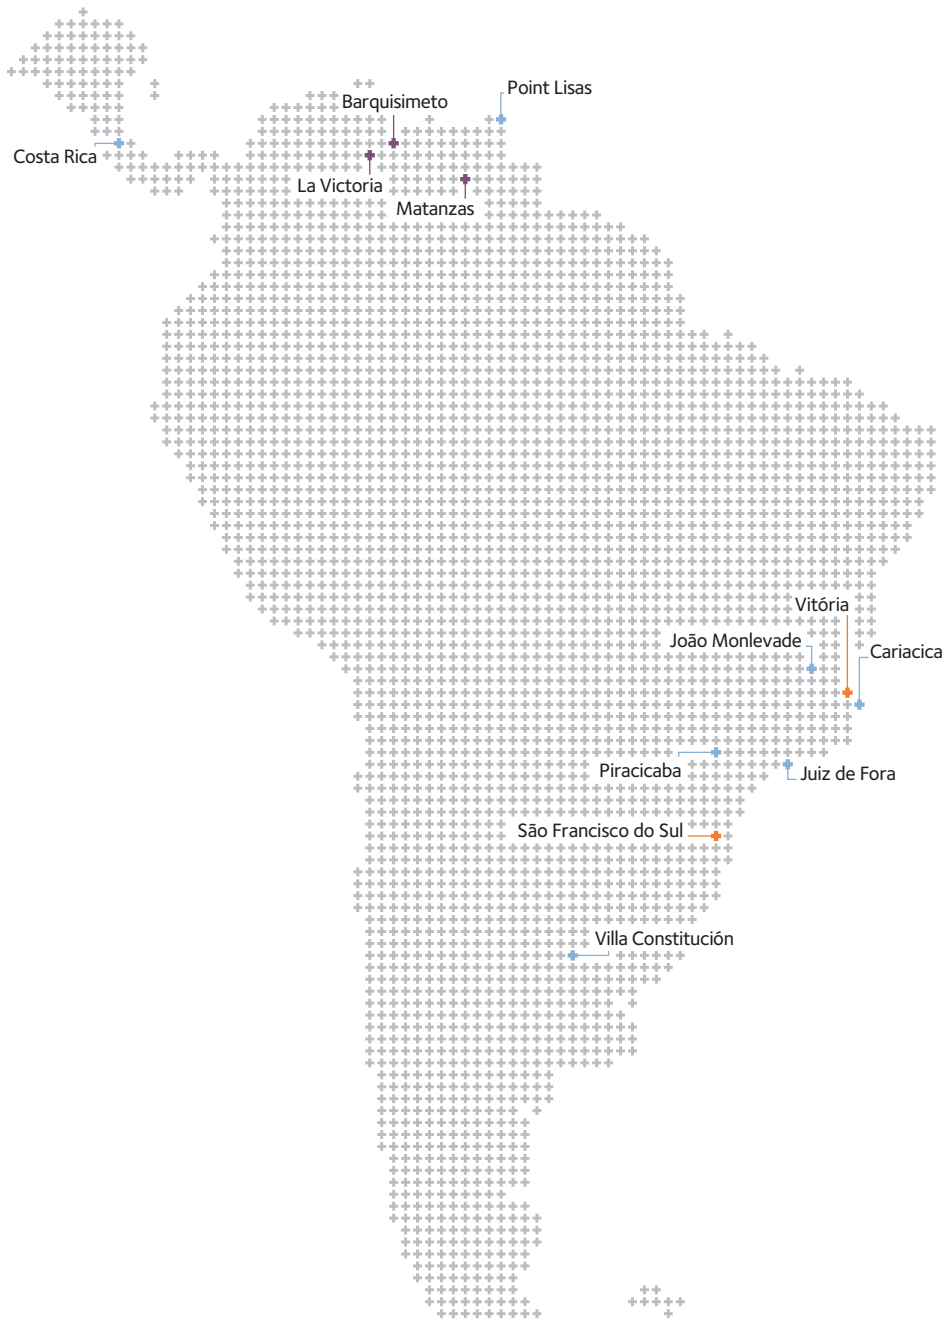 Point Lisas
Barquisimeto
Costa Rica
La Victoria
Matanzas
Vitória
João Monlevade
Cariacica
Piracicaba
Juiz de Fora
São Francisco do Sul
Villa Constitución